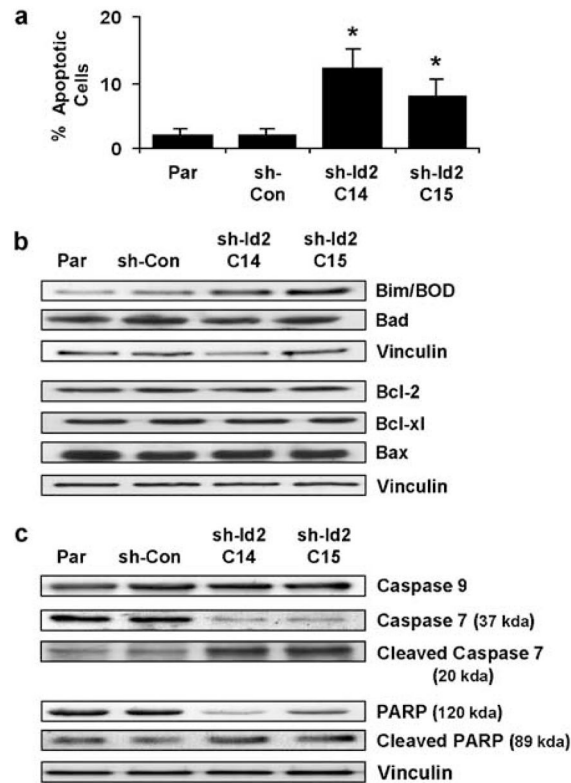 a
% Apoptotic
Cells
20
10
0
*
*
Par
sh-
Con
sh-Id2
C14
sh-Id2
C15
b
Par
sh-Con
sh-Id2
C14
sh-Id2
C15
Bim/BOD
Bad
Vinculin
Bcl-2
Bcl-xl
Bax
Vinculin
c
Par
sh-Con
sh-Id2
C14
sh-Id2
C15
Caspase 9
Caspase 7 (37 kda)
Cleaved Caspase 7
(20 kda)
PARP (120 kda)
Cleaved PARP (89 kda)
Vinculin